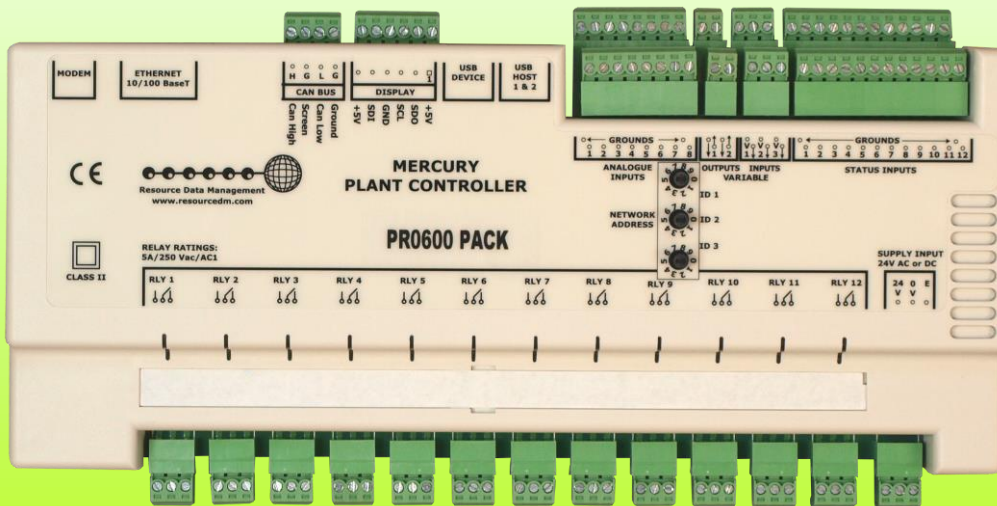 MODEM
ETHERNET
10/100 BaseT
H G L G
CAN BUS
Can High
Screen
Can Low
Ground
1
DISPLAY
+5V
SDI
GND
SCL
SDO
+5V
USB
DEVICE
USB
HOST
1 & 2
GROUNDS
1 2 3 4 5 6 7 8
ANALOGUE
INPUTS
1 2
OUTPUTS
V V V
1 2 3
INPUTS
VARIABLE
GROUNDS
1 2 3 4 5 6 7 8 9 10 11 12
STATUS INPUTS
CE
Resource Data Management
www.resourcedm.com
MERCURY
PLANT CONTROLLER
PR0600 PACK
NETWORK
ADDRESS
ID 1
ID 2
ID 3
CLASS II
RELAY RATINGS:
5A/250 Vac/AC1
RLY 1
RLY 2
RLY 3
RLY 4
RLY 5
RLY 6
RLY 7
RLY 8
RLY 9
RLY 10
RLY 11
RLY 12
SUPPLY INPUT
24V AC or DC
24 0 E
V V